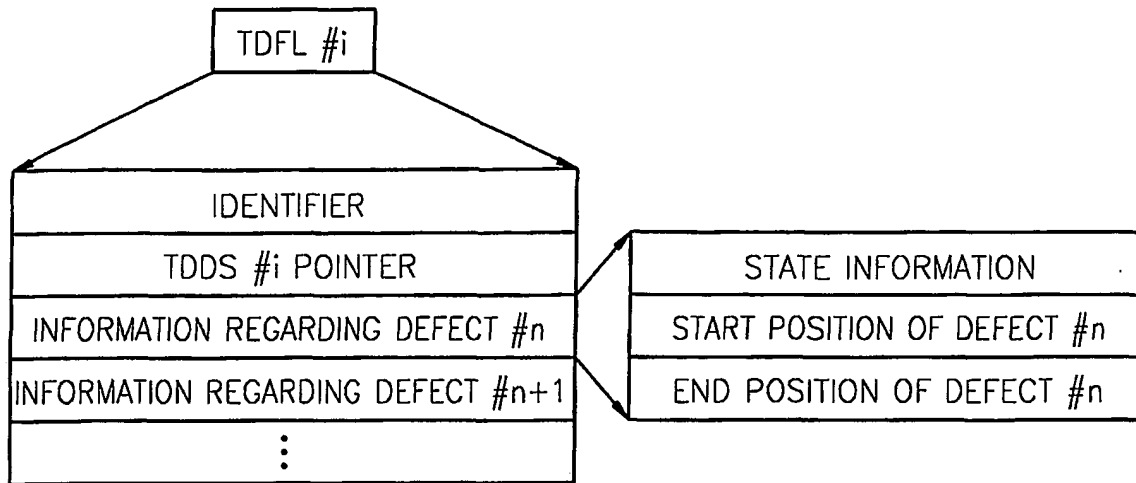 TDFL #i
IDENTIFIER
TDDS #i POINTER
INFORMATION REGARDING DEFECT #n
INFORMATION REGARDING DEFECT #n+1
⋮
STATE INFORMATION
START POSITION OF DEFECT #n
END POSITION OF DEFECT #n